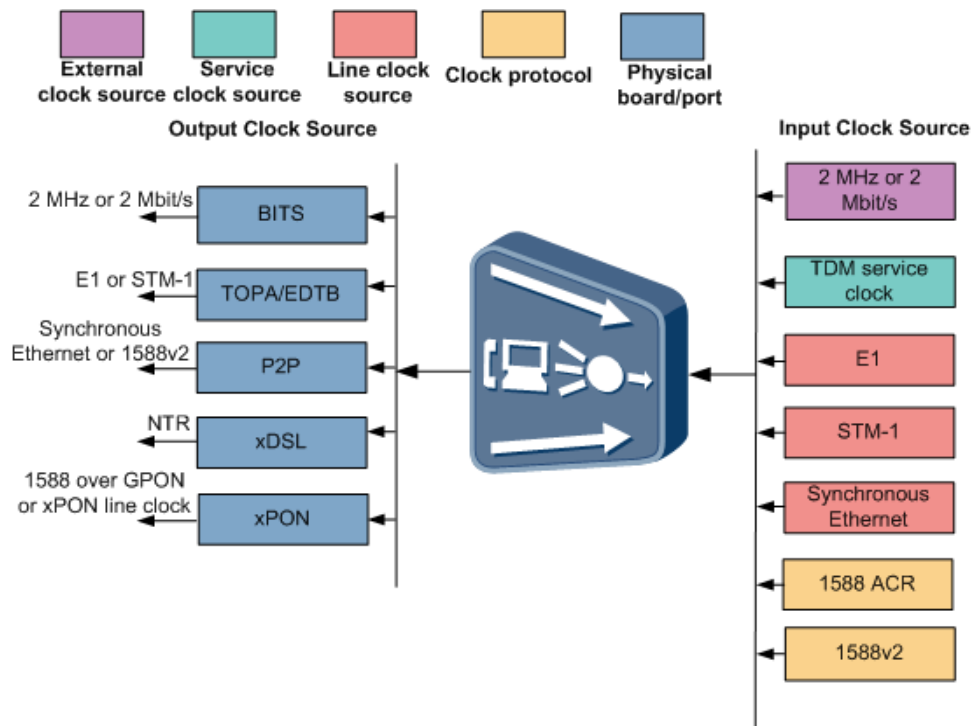 External
clock source
Service
clock source
Line clock
source
Clock protocol
Physical
board/port
Output Clock Source
Input Clock Source
2 MHz or 2 Mbit/s
BITS
E1 or STM-1
TOPA/EDTB
Synchronous
Ethernet or 1588v2
P2P
NTR
xDSL
1588 over GPON
or xPON line clock
xPON
2 MHz or 2
Mbit/s
TDM service
clock
E1
STM-1
Synchronous
Ethernet
1588 ACR
1588v2